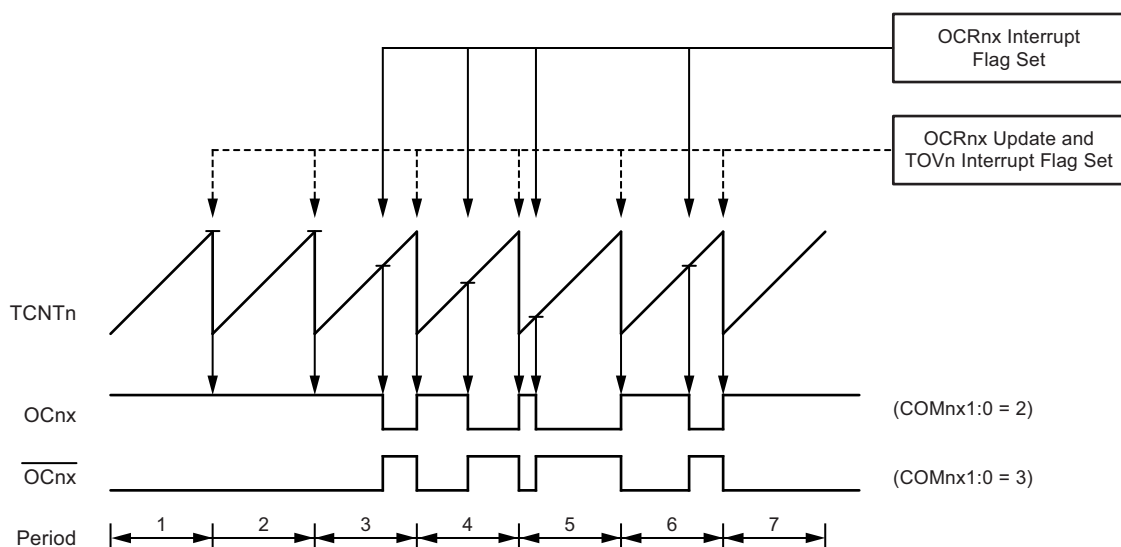 OCRnx Interrupt
Flag Set
OCRnx Update and
TOVn Interrupt Flag Set
TCNTn
OCnx
(COMnx1:0 = 2)
OCnx
(COMnx1:0 = 3)
Period
1
2
3
4
5
6
7